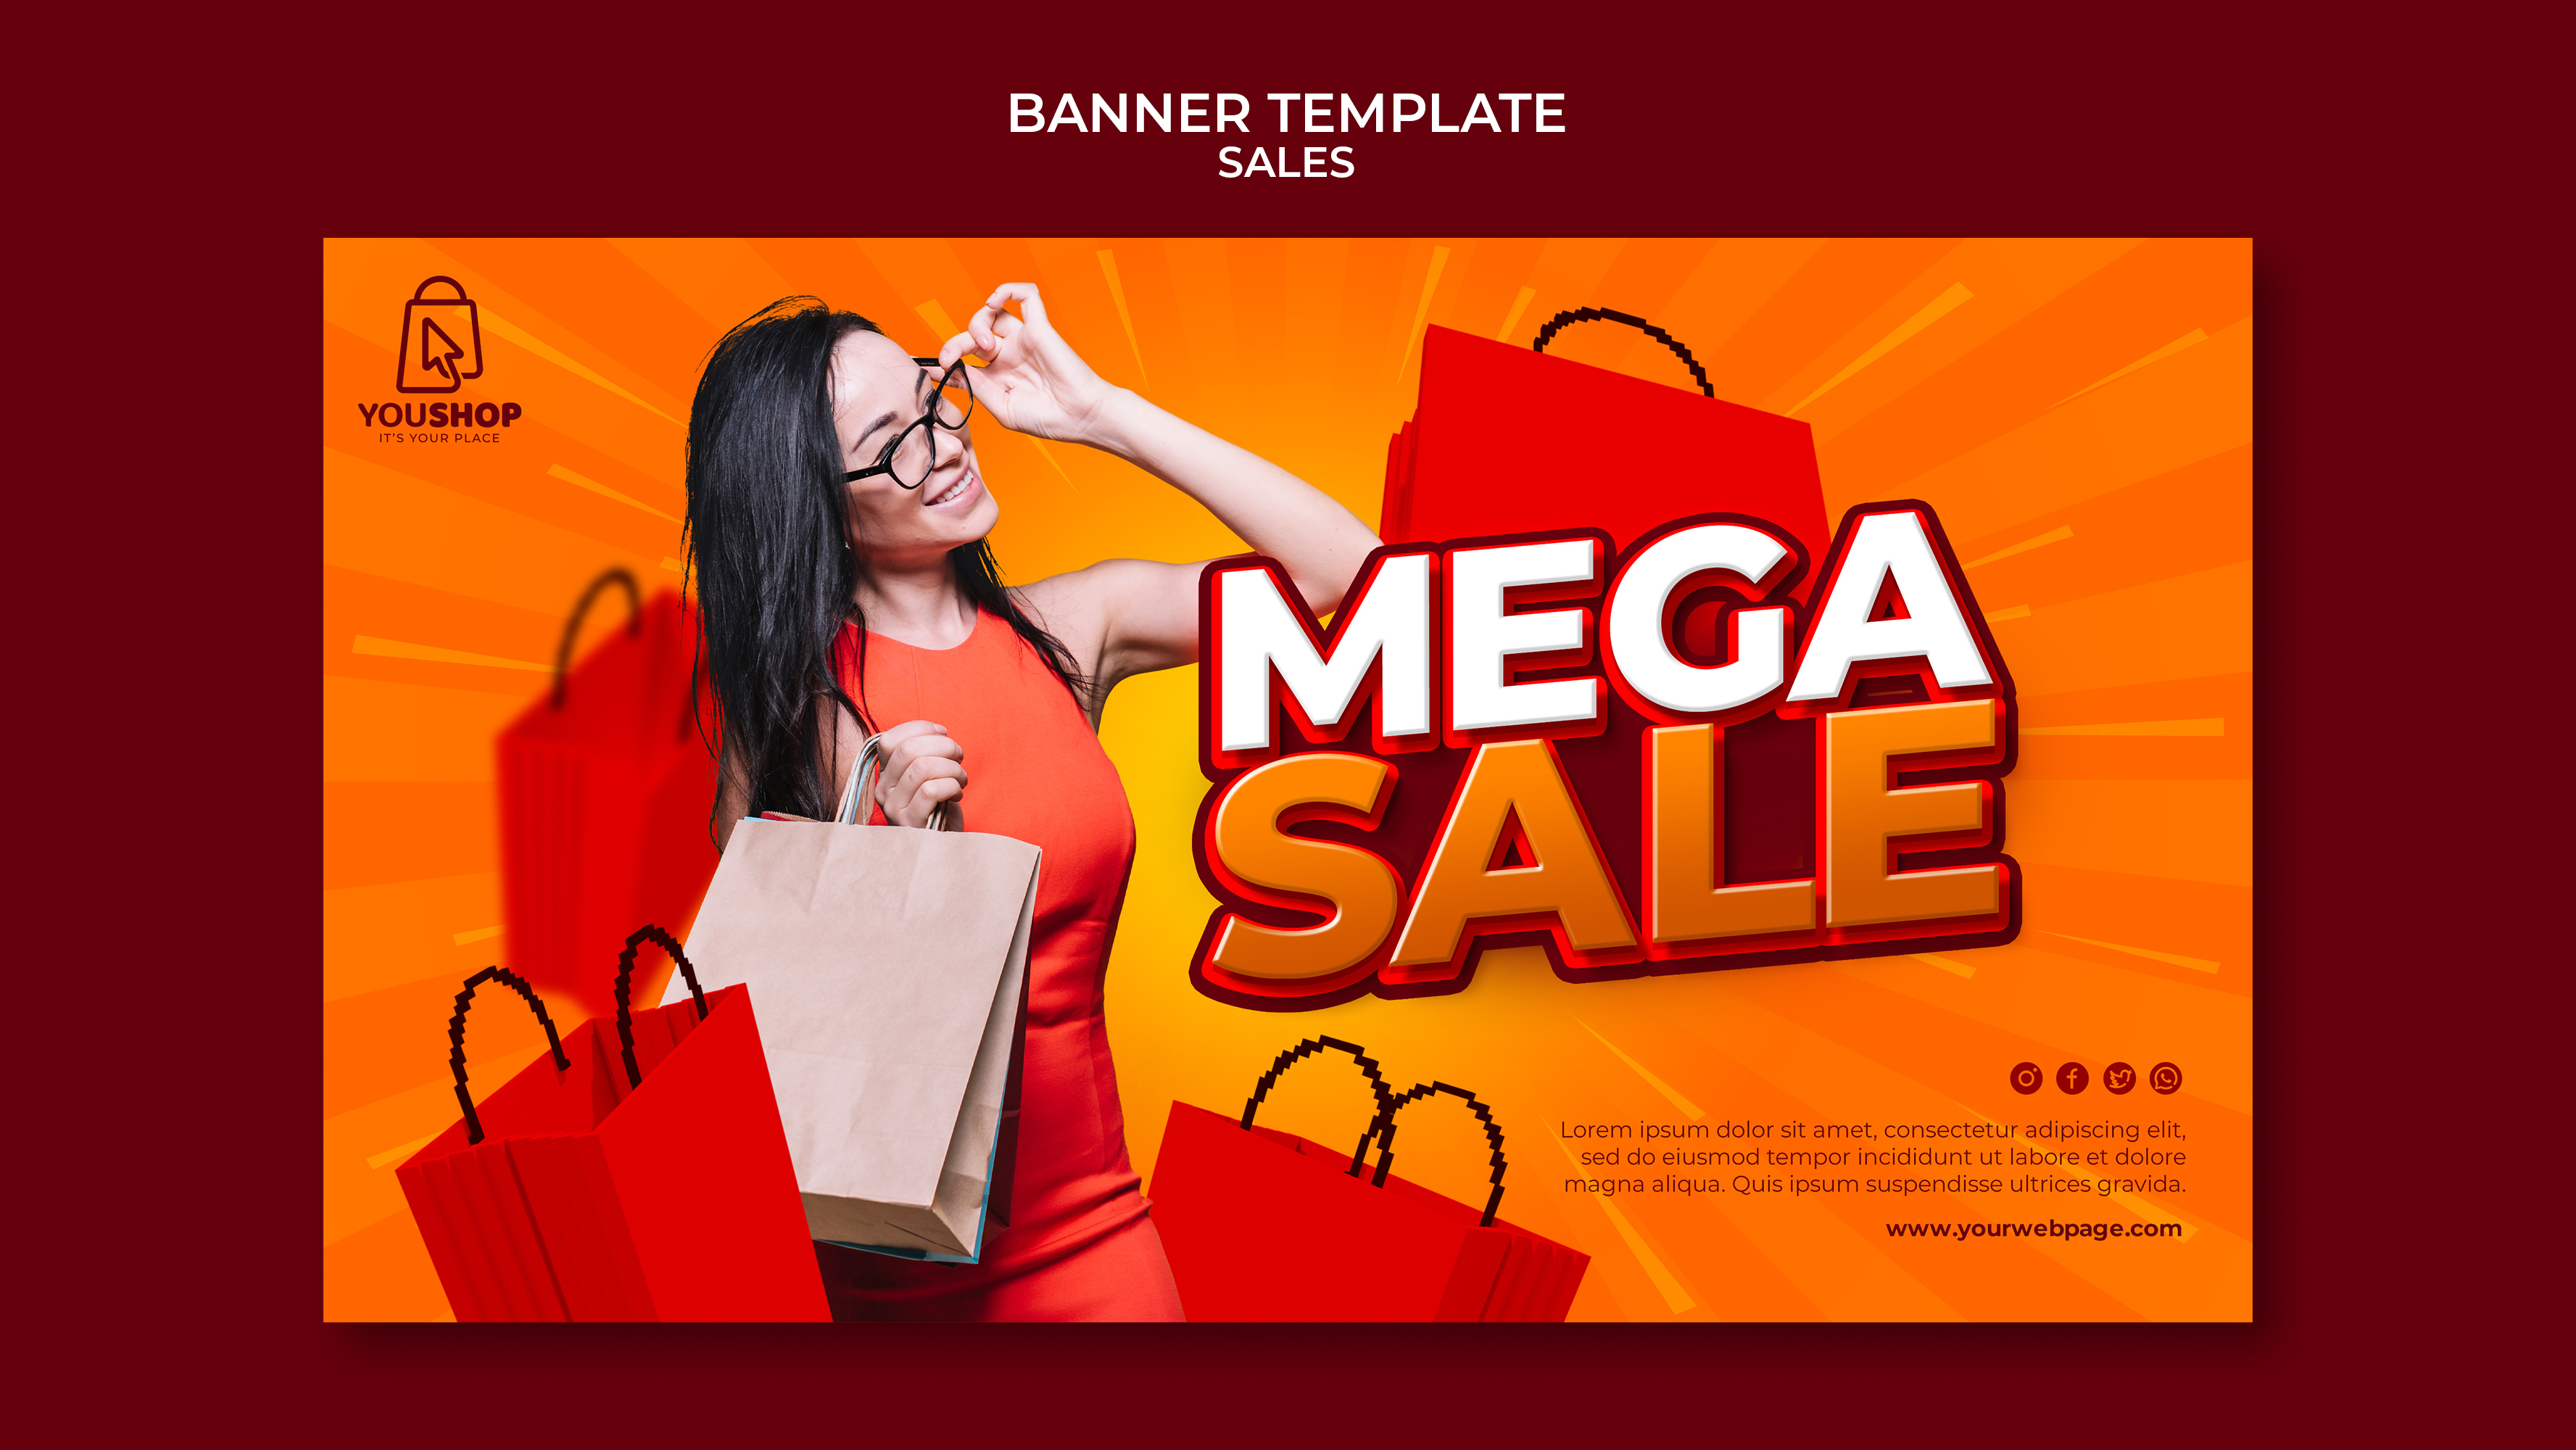 BANNER TEMPLATE
SALES
YOUSHOP
IT'S YOUR PLACE
MEGA
SALE
Lorem ipsum dolor sit amet, consectetur adipiscing elit,
sed do eiusmod tempor incididunt ut labore et dolore
magna aliqua. Quis ipsum suspendisse ultrices gravida.
www.yourwebpage.com